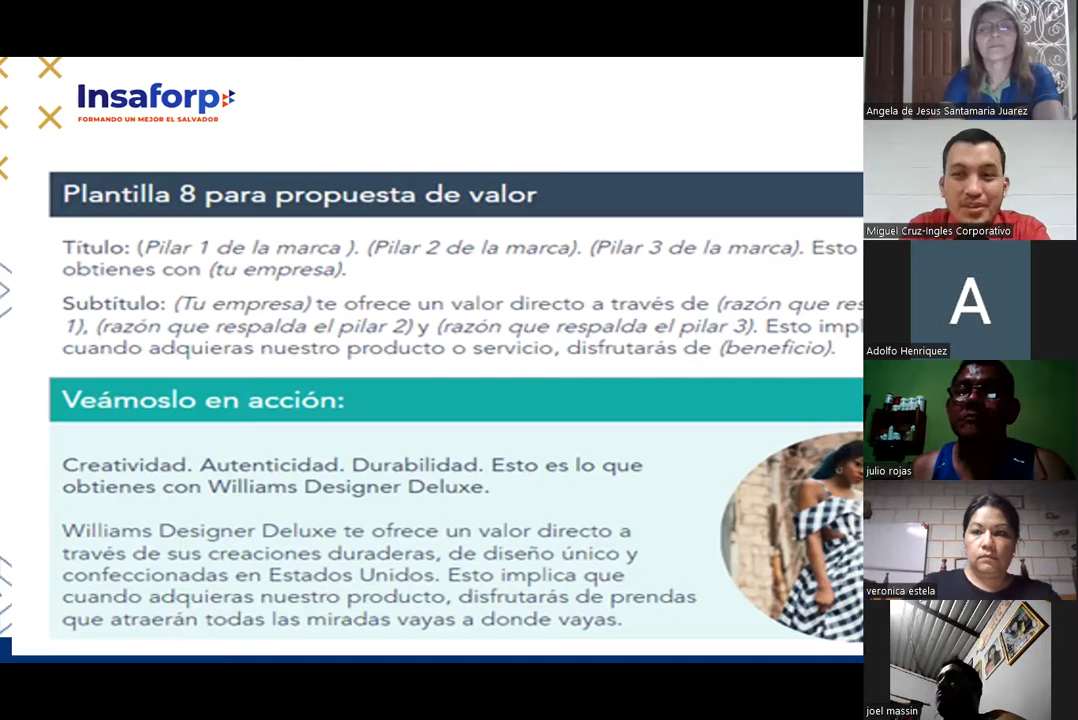 Insaforp
FORMANDO UN MEJOR EL SALVADOR
Plantilla 8 para propuesta de valor
Título: (Pilar 1 de la marca ). (Pilar 2 de la marca). (Pilar 3 de la marca). Esto
obtienes con (tu empresa).
Subtítulo: (Tu empresa) te ofrece un valor directo a través de (razón que res
1), (razón que respalda el pilar 2) y (razón que respalda el pilar 3). Esto impl
cuando adquieras nuestro producto o servicio, disfrutarás de (beneficio).
Veámoslo en acción:
Creatividad. Autenticidad. Durabilidad. Esto es lo que
obtienes con Williams Designer Deluxe.
Williams Designer Deluxe te ofrece un valor directo a
través de sus creaciones duraderas, de diseño único y
confeccionadas en Estados Unidos. Esto implica que
cuando adquieras nuestro producto, disfrutarás de prendas
que atraerán todas las miradas vayas a donde vayas.
Angela de Jesus Santamaria Juarez
Miguel Cruz-Ingles Corporativo
A
Adolfo Henriquez
julio rojas
veronica estela
joel massin